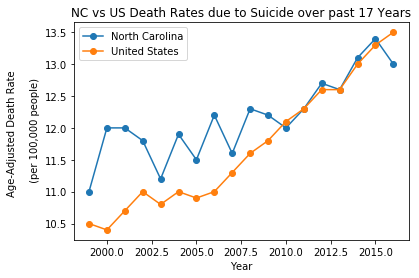 NC vs US Death Rates due to Suicide over past 17 Years
North Carolina
United States
13.5
13.0
12.5
12.0
11.5
11.0
10.5
Age-Adjusted Death Rate
(per 100,000 people)
2000.0 2002.5 2005.0 2007.5 2010.0 2012.5 2015.0
Year